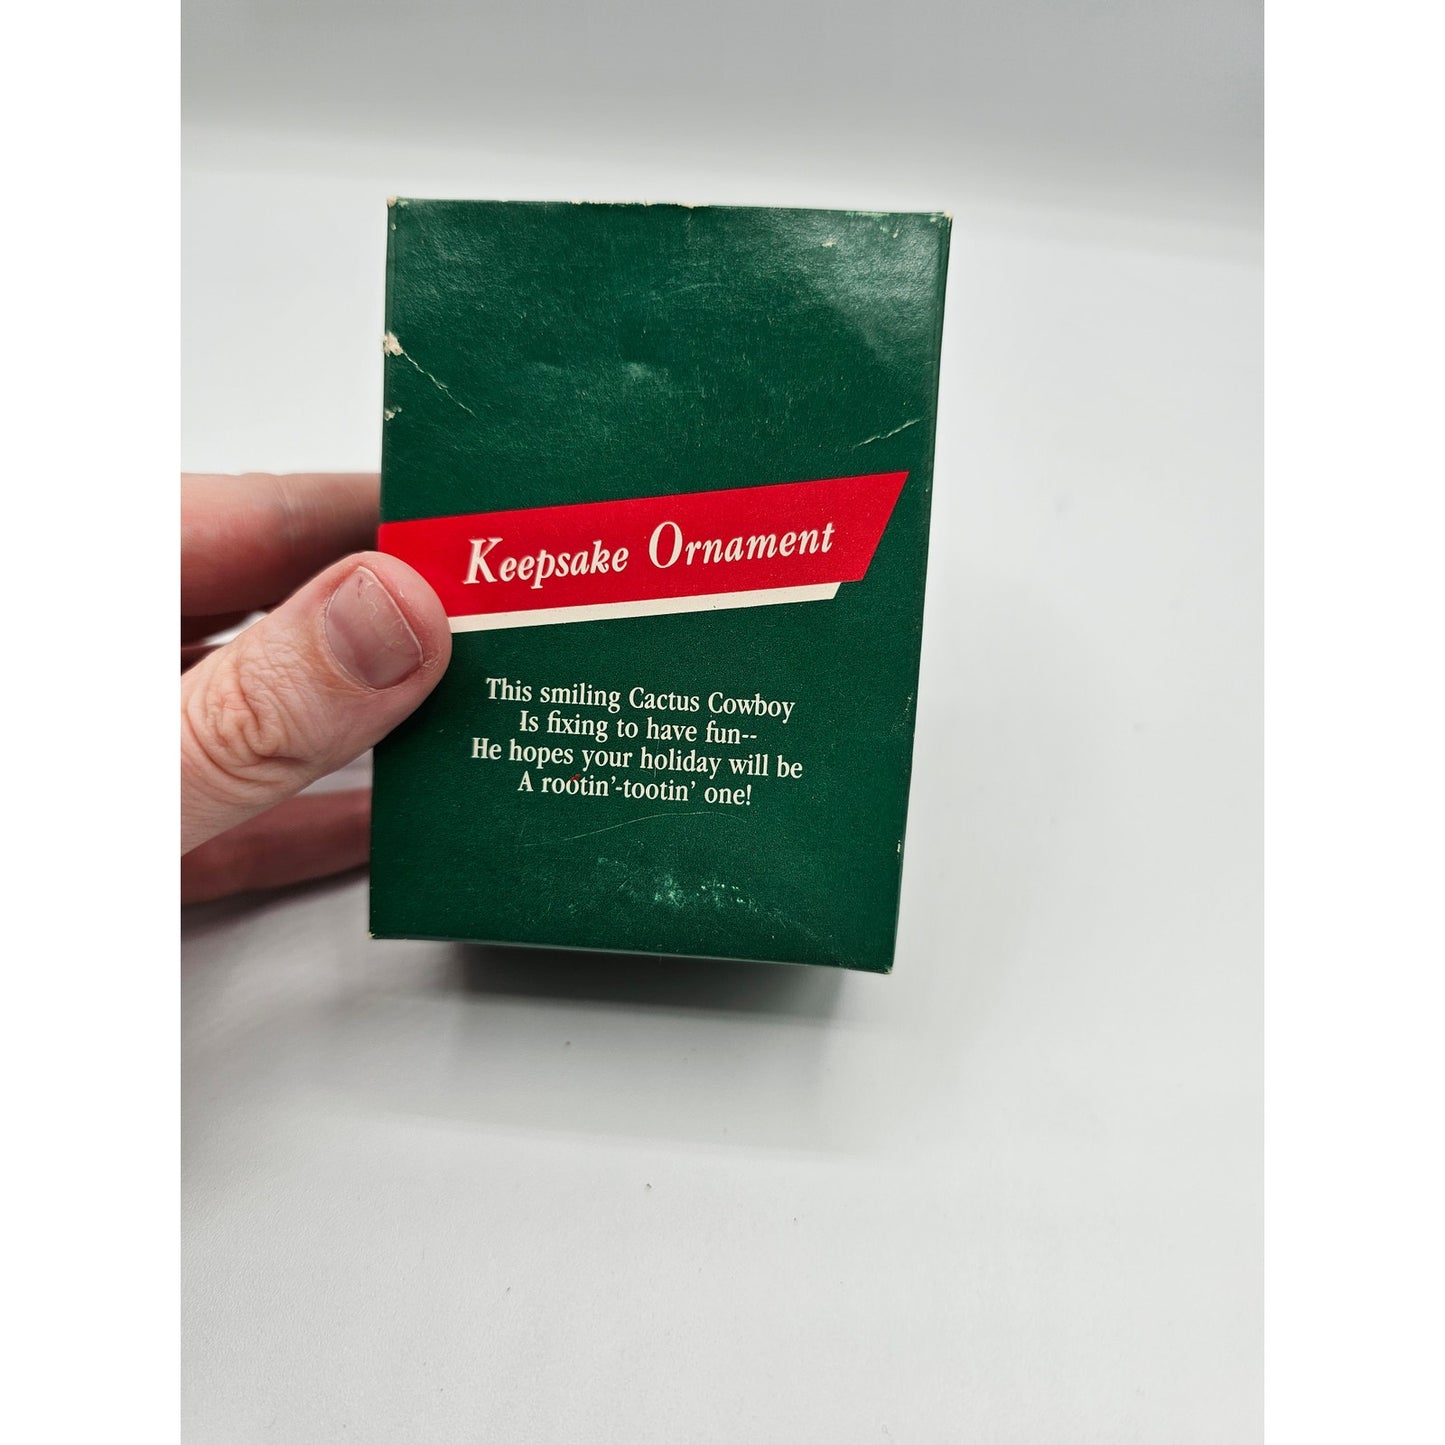 Keepsake Ornament
This smiling Cactus Cowboy
Is fixing to have fun--
He hopes your holiday will be
A rootin'-tootin' one!